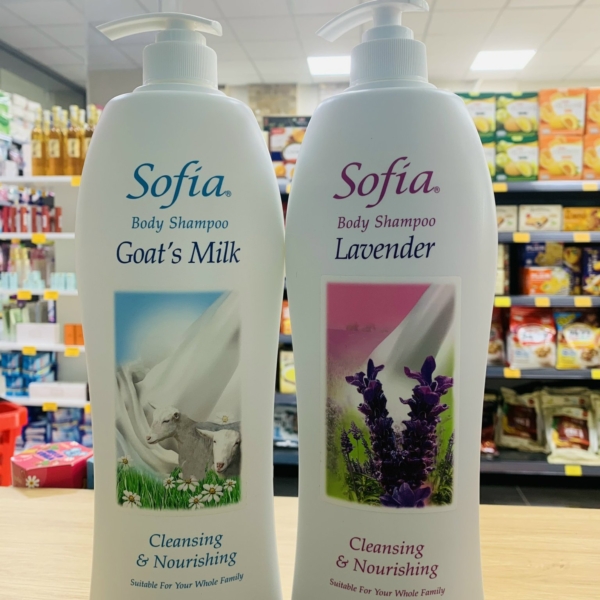 Sofia®
Body Shampoo
Goat's Milk
Cleansing
& Nourishing
Suitable For Your Whole Family
Sofia®
Body Shampoo
Lavender
Cleansing
& Nourishing
Suitable For Your Whole Family